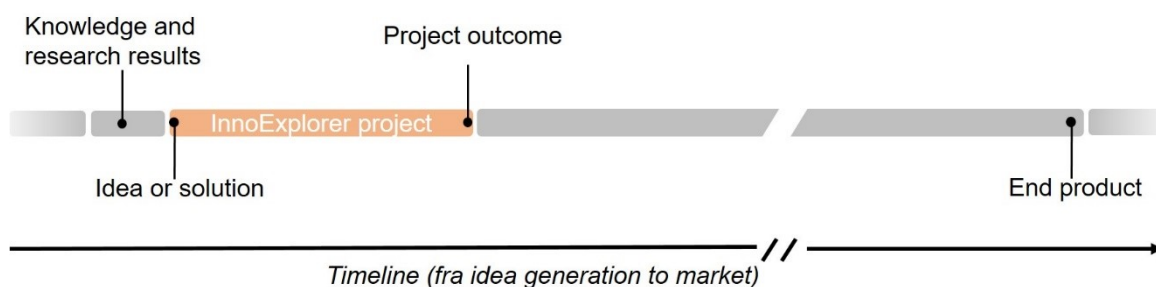 Knowledge and
research results
Project outcome
InnoExplorer project
Idea or solution
End product
Timeline (fra idea generation to market)